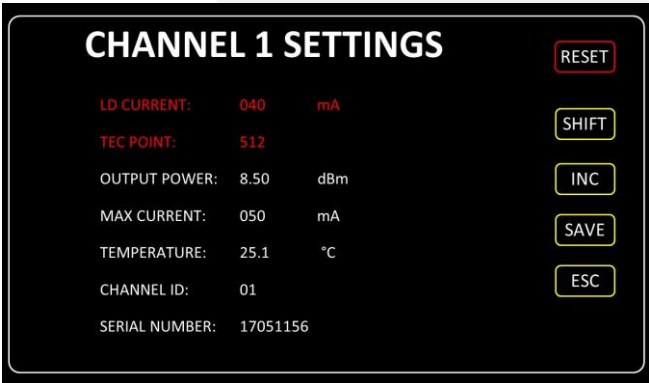 CHANNEL 1 SETTINGS
RESET
LD CURRENT: 040 mA
SHIFT
TEC POINT: 512
OUTPUT POWER: 8.50 dBm
INC
MAX CURRENT: 050 mA
SAVE
TEMPERATURE: 25.1 °C
ESC
CHANNEL ID: 01
SERIAL NUMBER: 17051156